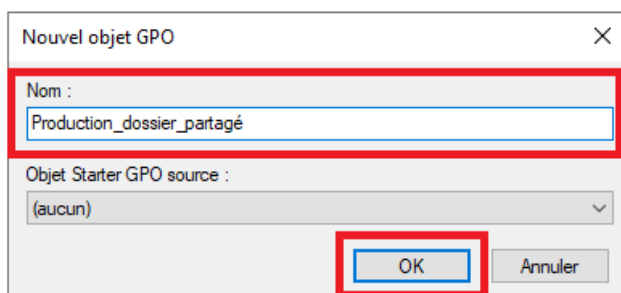 Nouvel objet GPO
Nom :
Production_dossier_partagé
Objet Starter GPO source :
(aucun)
OK
Annuler